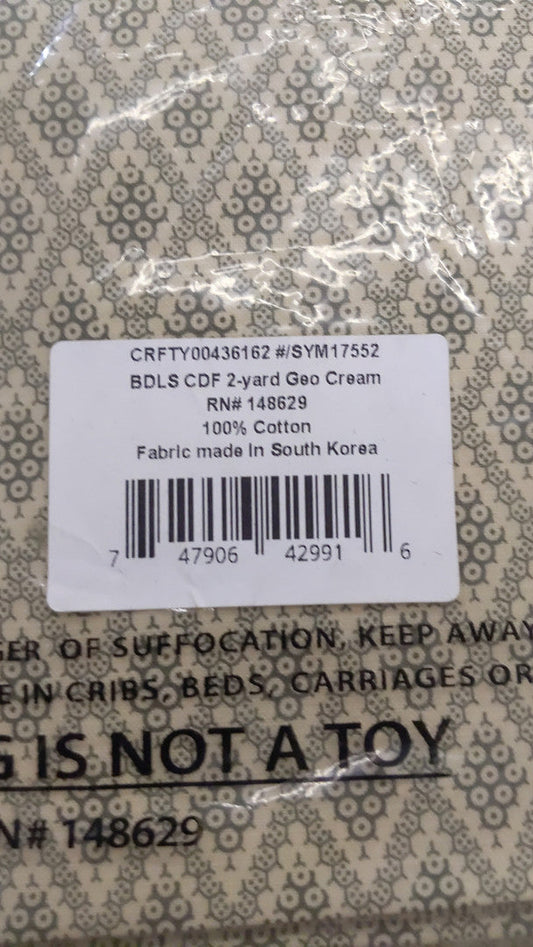 CRFTY00436162 #/SYM17552
BDLS CDF 2-yard Geo Cream
RN# 148629
100% Cotton
Fabric made In South Korea
7 47906 42991 6
OF SUFFOCATION, KEEP AWAY
IN CRIBS, BEDS, CARRIAGES OR
IS NOT A TOY
N# 148629